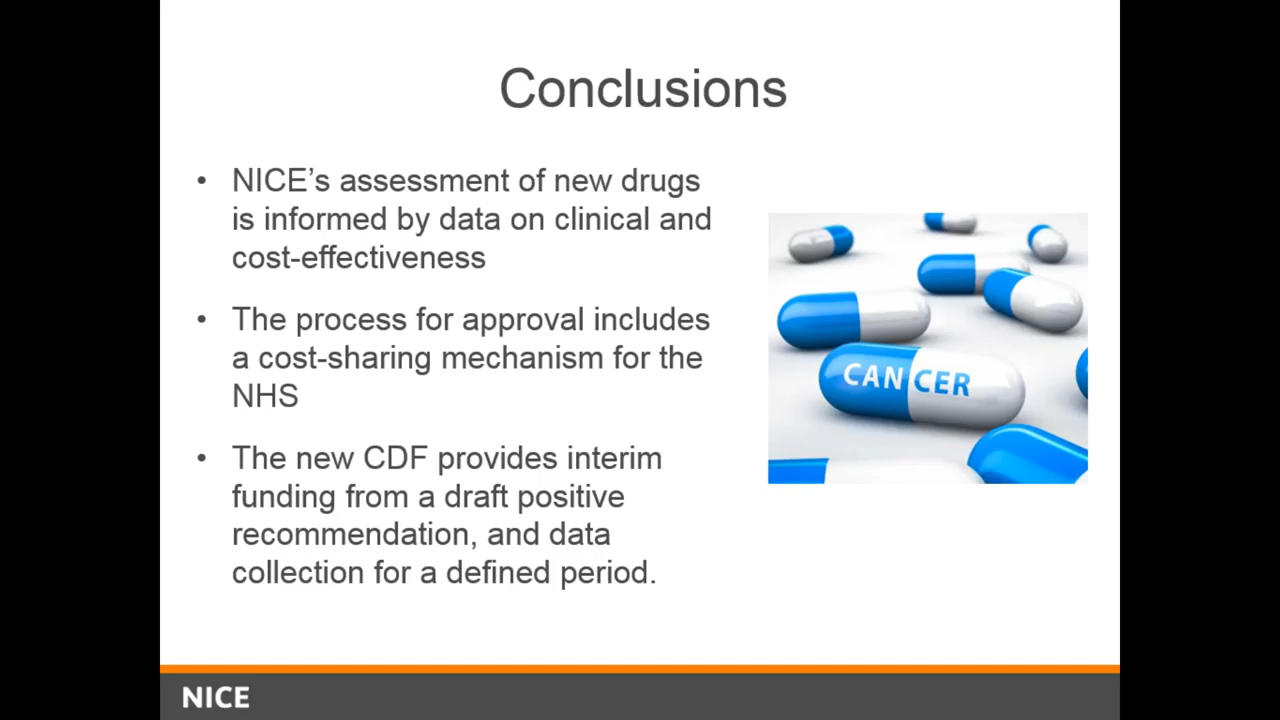 Conclusions
• NICE’s assessment of new drugs
is informed by data on clinical and
cost-effectiveness
• The process for approval includes
a cost-sharing mechanism for the
NHS
• The new CDF provides interim
funding from a draft positive
recommendation, and data
collection for a defined period.
CANCER
NICE